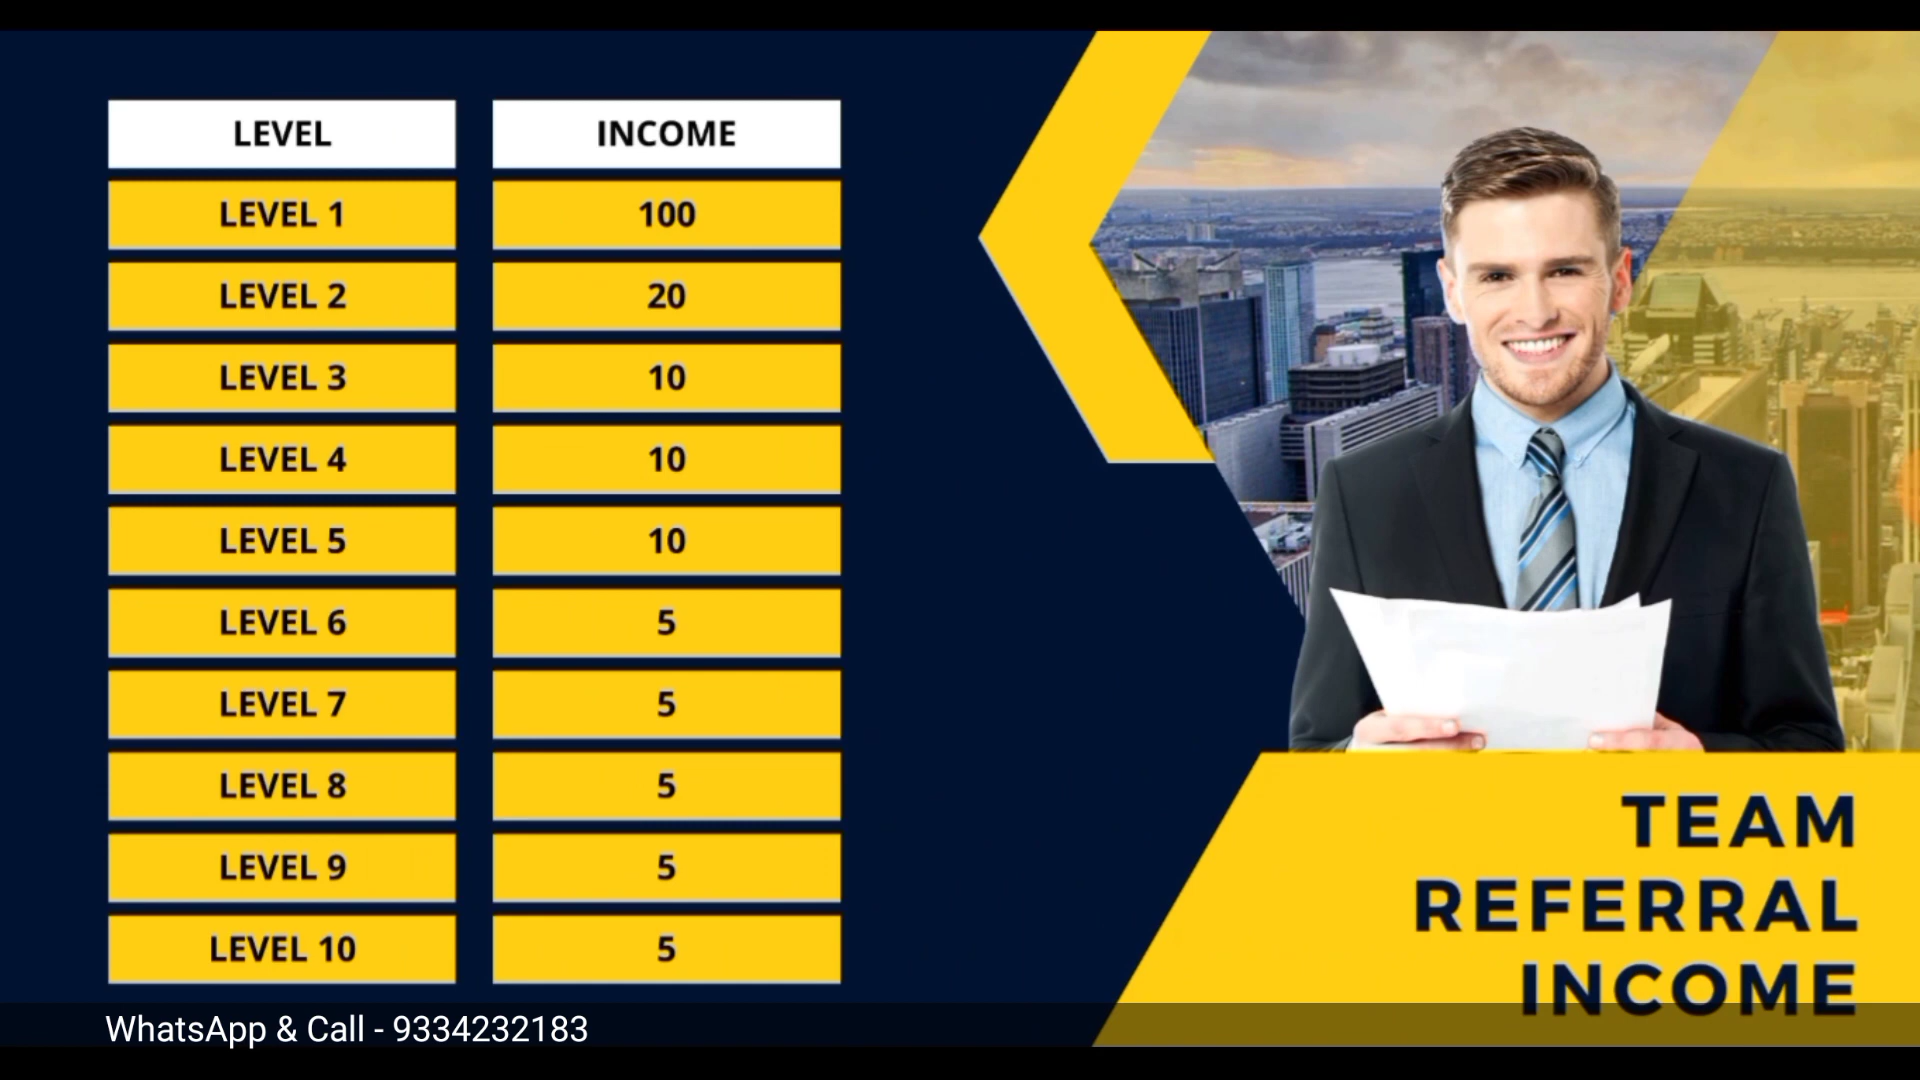 LEVEL INCOME
LEVEL 1 100
LEVEL 2 20
LEVEL 3 10
LEVEL 4 10
LEVEL 5 10
LEVEL 6 5
LEVEL 7 5
LEVEL 8 5
LEVEL 9 5
LEVEL 10 5
TEAM
REFERRAL
INCOME
WhatsApp & Call - 9334232183